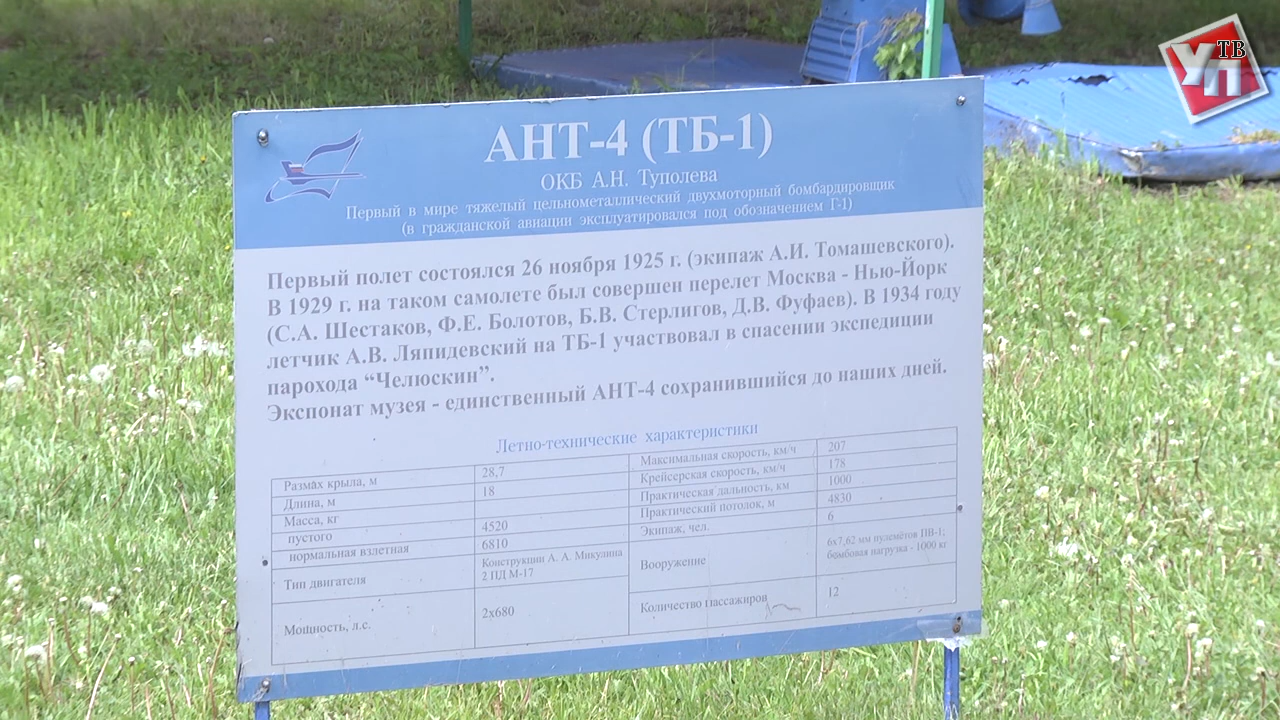 УП ТВ
АНТ-4 (ТБ-1)
ОКБ А.Н. Туполева
Первый в мире тяжелый цельнометаллический двухмоторный бомбардировщик
(в гражданской авиации эксплуатировался под обозначением Г-1)
Первый полет состоялся 26 ноября 1925 г. (экипаж А.И. Томашевского).
В 1929 г. на таком самолете был совершен перелет Москва - Нью-Йорк
(С.А. Шестаков, Ф.Е. Болотов, Б.В. Стерлигов, Д.В. Фуфаев). В 1934 году
летчик А.В. Ляпидевский на ТБ-1 участвовал в спасении экспедиции
парохода “Челюскин”.
Экспонат музея - единственный АНТ-4 сохранившийся до наших дней.
Летно-технические характеристики
Размах крыла, м 28,7
Длина, м 18
Масса, кг
пустого 4520
нормальная взлетная 6810
Тип двигателя Конструкции А. А. Микулина
2 ПД М-17
Мощность, л.с. 2х680
Максимальная скорость, км/ч 207
Крейсерская скорость, км/ч 178
Практическая дальность, км 1000
Практический потолок, м 4830
Экипаж, чел. 6
Вооружение 6х7,62 мм пулемётов ПВ-1;
бомбовая нагрузка - 1000 кг
Количество пассажиров 12